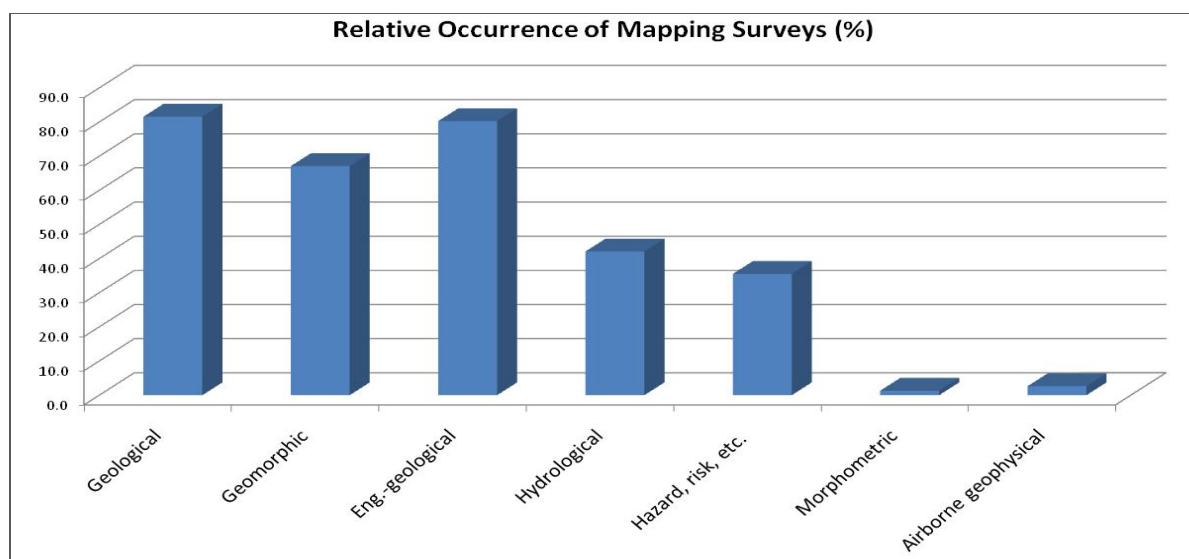 Relative Occurrence of Mapping Surveys (%)
90.0
80.0
70.0
60.0
50.0
40.0
30.0
20.0
10.0
0.0
Geological
Geomorphic
Eng.-geological
Hydrological
Hazard, risk, etc.
Morphometric
Airborne geophysical